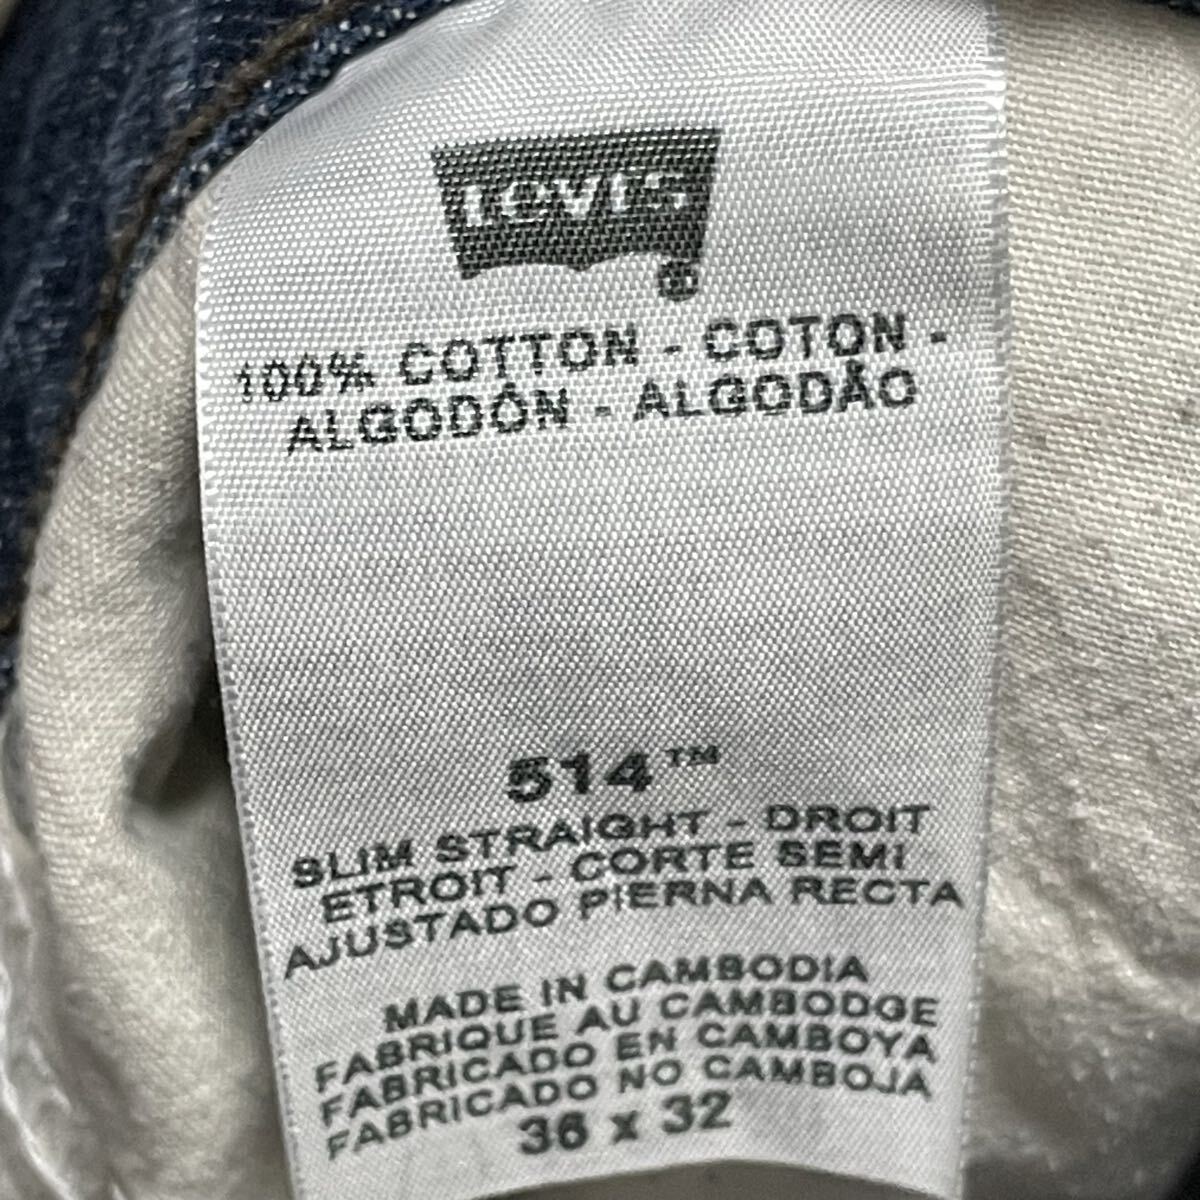 Levi's
®
100% COTTON - COTON -
ALGODÓN - ALGODÃO
514™
SLIM STRAIGHT - DROIT
ETROIT - CORTE SEMI
AJUSTADO PIERNA RECTA
MADE IN CAMBODIA
FABRIQUE AU CAMBODGE
FABRICADO EN CAMBOYA
FABRICADO NO CAMBOJA
36 x 32